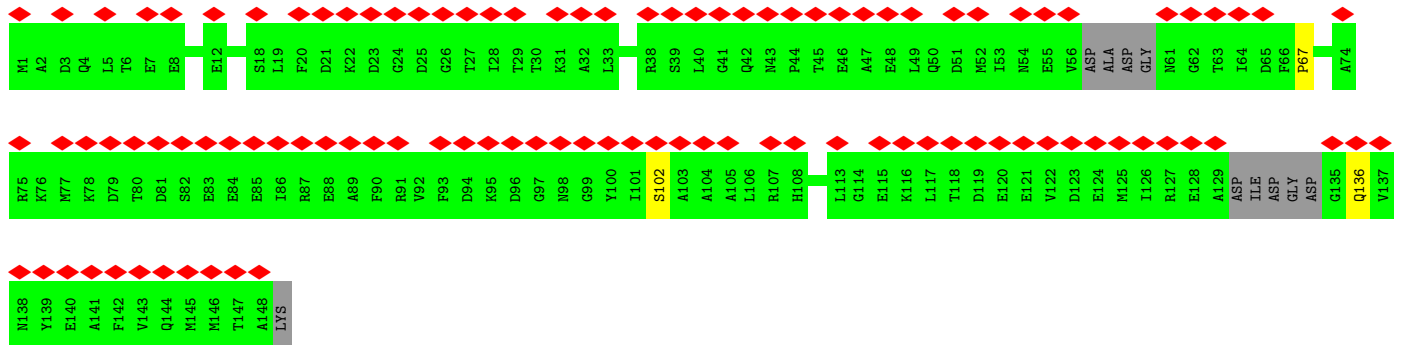 M1 A2 D3 Q4 L5 T6 E7 E8 E12 S18 L19 F20 D21 K22 D23 G24 D25 G26 T27 I28 T29 T30 K31 A32 L33 R38 S39 L40 G41 Q42 N43 P44 T45 E46 A47 E48 L49 Q50 D51 M52 I53 N54 E55 V56 ASP ALA ASP GLY N61 G62 T63 I64 D65 F66 P67 A74
R75 K76 M77 K78 D79 T80 D81 S82 E83 E84 E85 I86 R87 E88 A89 F90 R91 V92 F93 D94 K95 D96 G97 N98 G99 Y100 I101 S102 A103 A104 A105 L106 R107 H108 L113 G114 E115 K116 L117 T118 D119 E120 E121 V122 D123 E124 M125 I126 R127 E128 A129 ASP ILE ASP GLY ASP G135 Q136 V137
N138 Y139 E140 A141 F142 V143 Q144 M145 M146 T147 A148 LYS